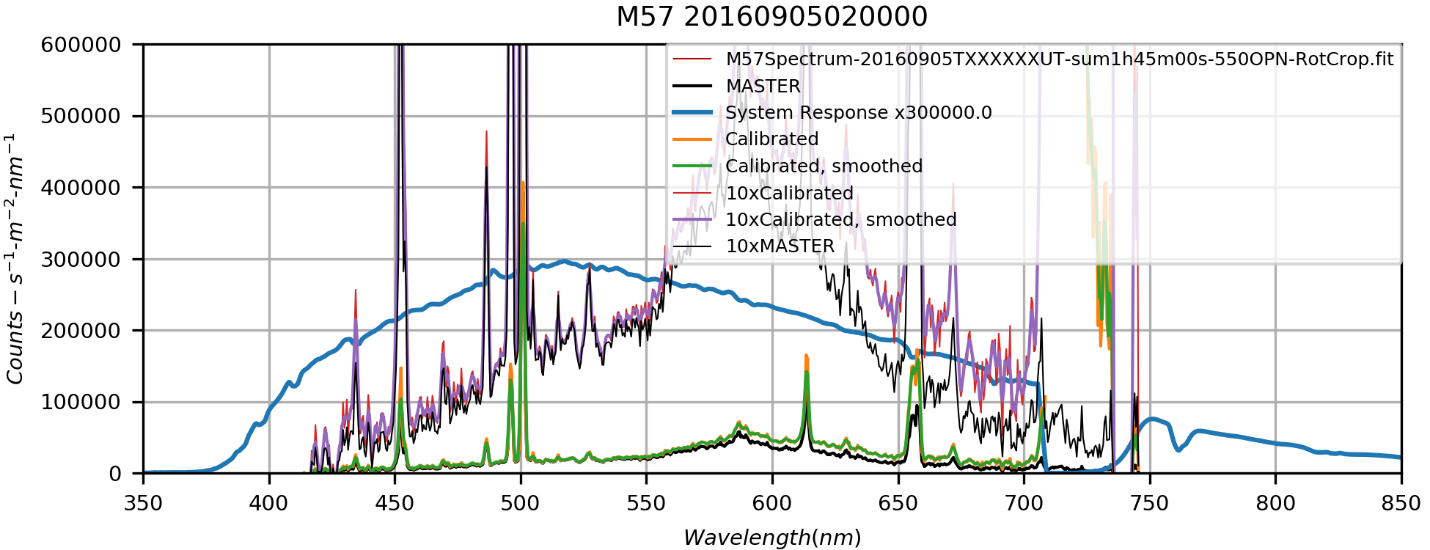 M57 20160905020000
600000
500000
400000
300000
200000
100000
0
Counts − s⁻¹-m⁻²-nm⁻¹
M57Spectrum-20160905TXXXXXXUT-sum1h45m00s-550OPN-RotCrop.fit
MASTER
System Response x300000.0
Calibrated
Calibrated, smoothed
10xCalibrated
10xCalibrated, smoothed
10xMASTER
350 400 450 500 550 600 650 700 750 800 850
Wavelength(nm)